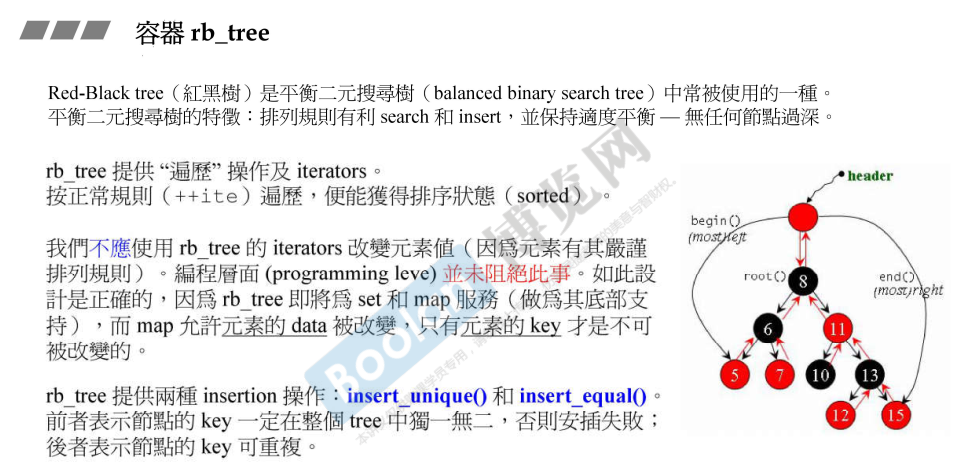 容器 rb_tree
Red-Black tree（紅黑樹）是平衡二元搜尋樹（balanced binary search tree）中常被使用的一種。
平衡二元搜尋樹的特徵：排列規則有利 search 和 insert，並保持適度平衡 — 無任何節點過深。
rb_tree 提供 “遍歷” 操作及 iterators。
按正常規則（++ite）遍歷，便能獲得排序狀態（sorted）。
我們不應使用 rb_tree 的 iterators 改變元素值（因為元素有其嚴謹
排列規則）。編程層面 (programming leve) 並未阻絕此事。如此設
計是正確的，因為 rb_tree 即將為 set 和 map 服務（做為其底部支
持），而 map 允許元素的 data 被改變，只有元素的 key 才是不可
被改變的。
rb_tree 提供兩種 insertion 操作：insert_unique() 和 insert_equal()。
前者表示節點的 key 一定在整個 tree 中獨一無二，否則安插失敗；
後者表示節點的 key 可重複。
header
begin()
(most)left
root()
end()
(most)right
8
6
11
5
7
10
13
12
15
Boolan
博览网